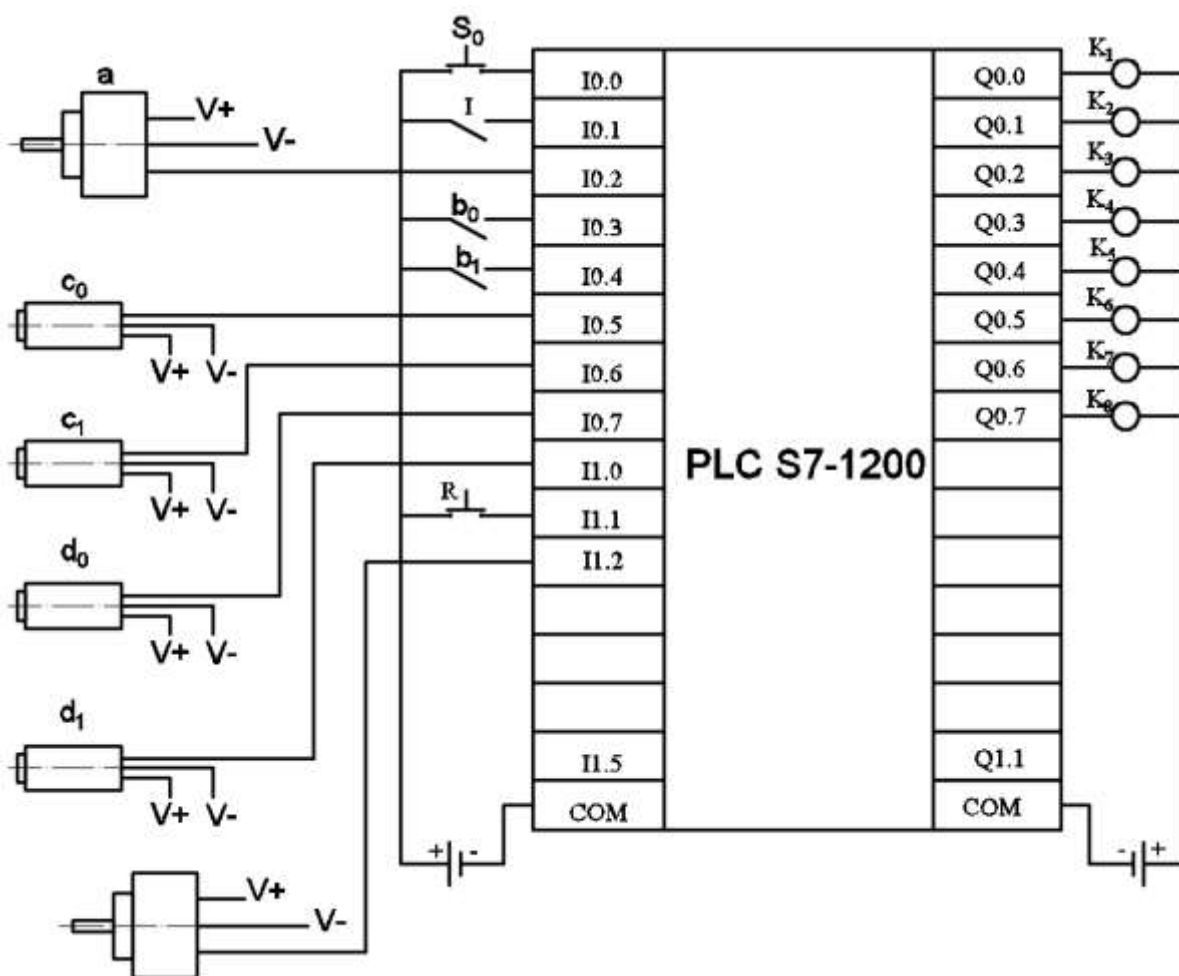 S₀
K₁
a
I0.0
Q0.0
V+
I
K₂
V-
I0.1
Q0.1
K₃
I0.2
Q0.2
b₀
K₄
I0.3
Q0.3
b₁
K₅
I0.4
Q0.4
c₀
K₆
I0.5
Q0.5
V+ V-
K₇
I0.6
Q0.6
c₁
K₈
I0.7
Q0.7
PLC S7-1200
I1.0
V+ V-
R
I1.1
d₀
I1.2
V+ V-
d₁
I1.5
Q1.1
V+ V-
COM
COM
+ -
- +
V+
V-